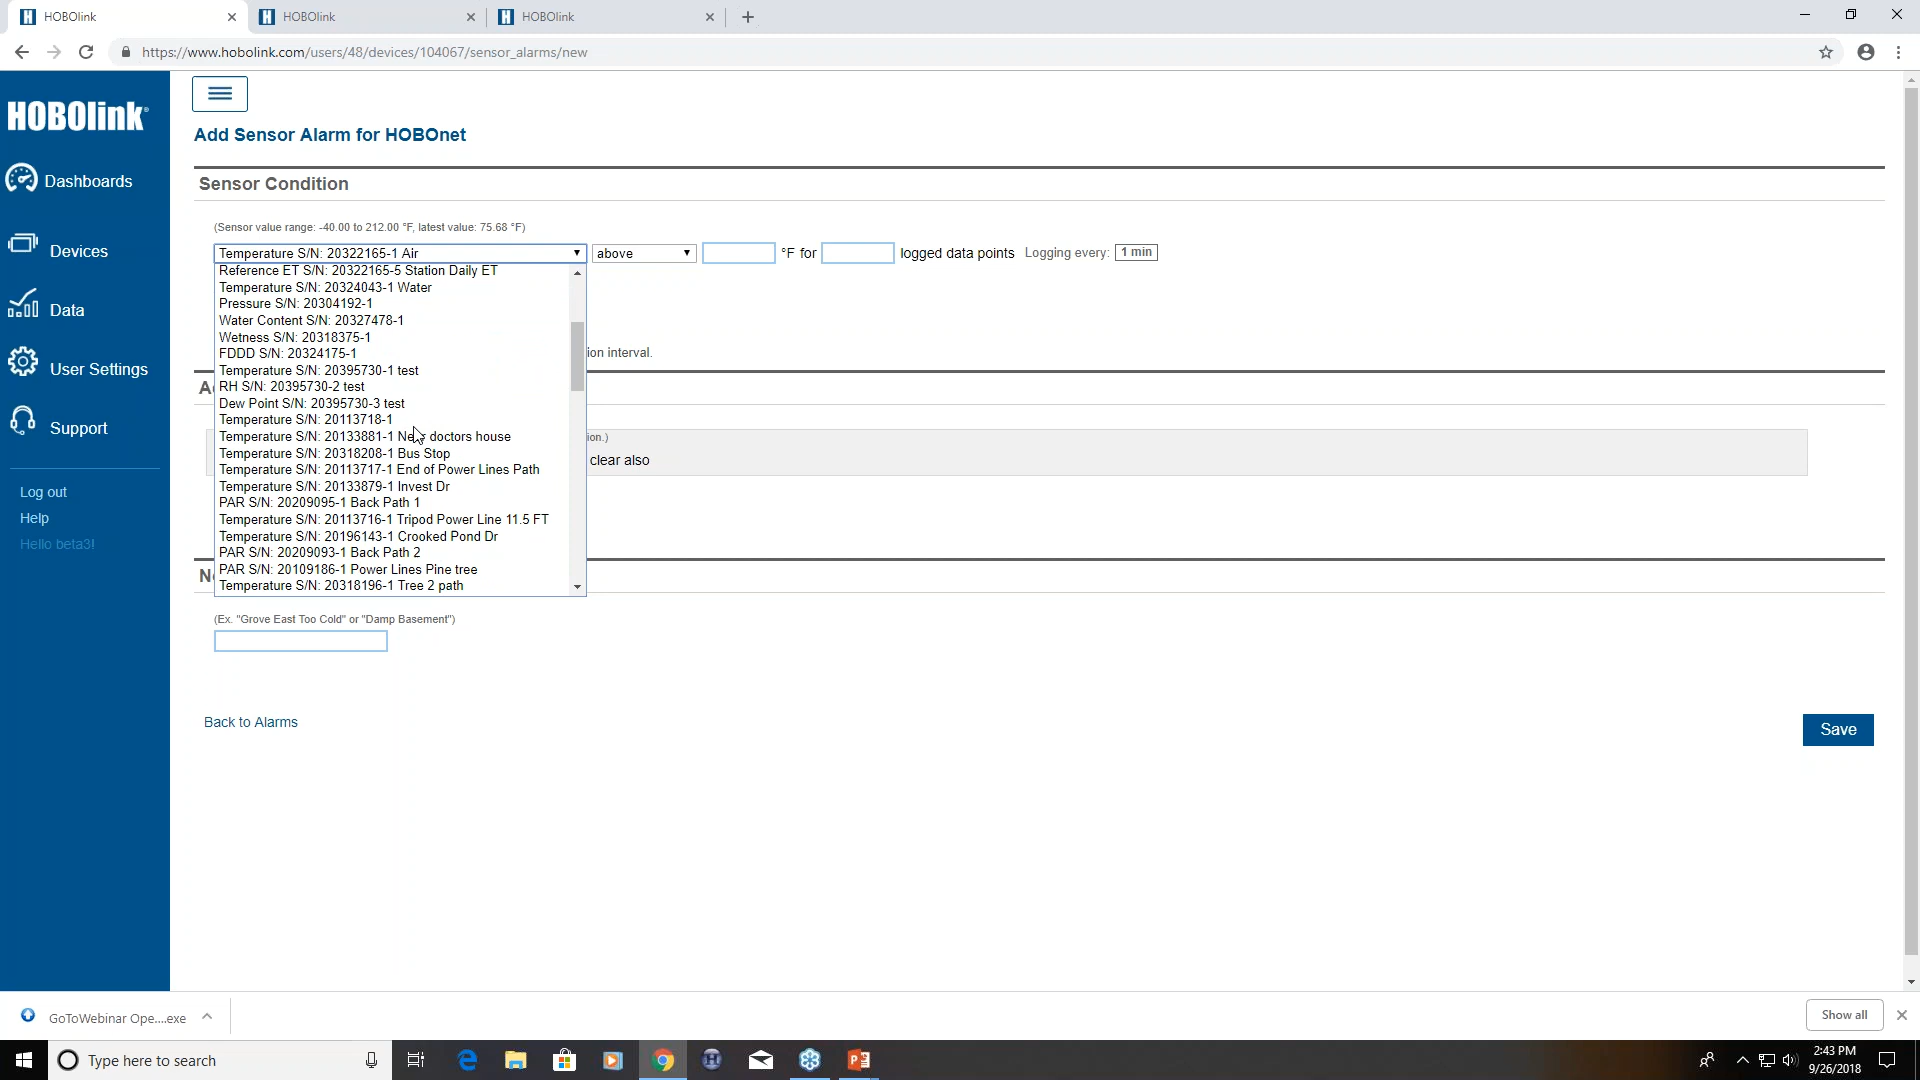 HOBOlink
HOBOlink
HOBOlink
https://www.hobolink.com/users/48/devices/104067/sensor_alarms/new
HOBOlink®
Dashboards
Devices
Data
User Settings
Support
Log out
Help
Hello beta3!
Add Sensor Alarm for HOBOnet
Sensor Condition
(Sensor value range: -40.00 to 212.00 °F, latest value: 75.68 °F)
Temperature S/N: 20322165-1 Air above °F for logged data points Logging every: 1 min
Reference ET S/N: 20322165-5 Station Daily ET
Temperature S/N: 20324043-1 Water
Pressure S/N: 20304192-1
Water Content S/N: 20327478-1
Wetness S/N: 20318375-1
FDDD S/N: 20324175-1
ion interval.
Temperature S/N: 20395730-1 test
RH S/N: 20395730-2 test
A
Dew Point S/N: 20395730-3 test
Temperature S/N: 20113718-1
Temperature S/N: 20133881-1 doctors house
ion.)
Temperature S/N: 20318208-1 Bus Stop
clear also
Temperature S/N: 20113717-1 End of Power Lines Path
Temperature S/N: 20133879-1 Invest Dr
PAR S/N: 20209095-1 Back Path 1
Temperature S/N: 20113716-1 Tripod Power Line 11.5 FT
Temperature S/N: 20196143-1 Crooked Pond Dr
PAR S/N: 20209093-1 Back Path 2
PAR S/N: 20109186-1 Power Lines Pine tree
N
Temperature S/N: 20318196-1 Tree 2 path
(Ex. "Grove East Too Cold" or "Damp Basement")
Back to Alarms
Save
GoToWebinar Ope....exe
Show all
Type here to search
2:43 PM
9/26/2018